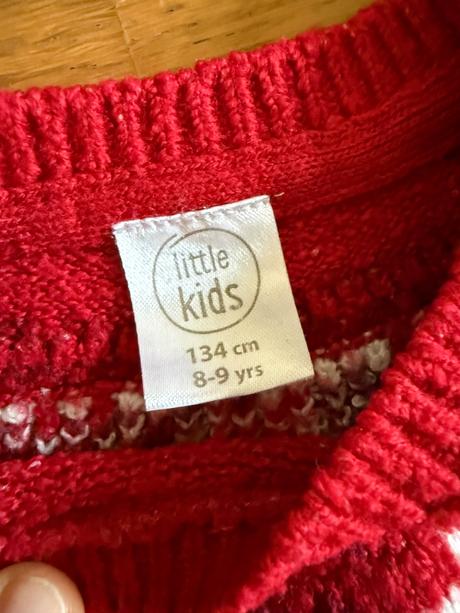 little
kids
134 cm
8-9 yrs